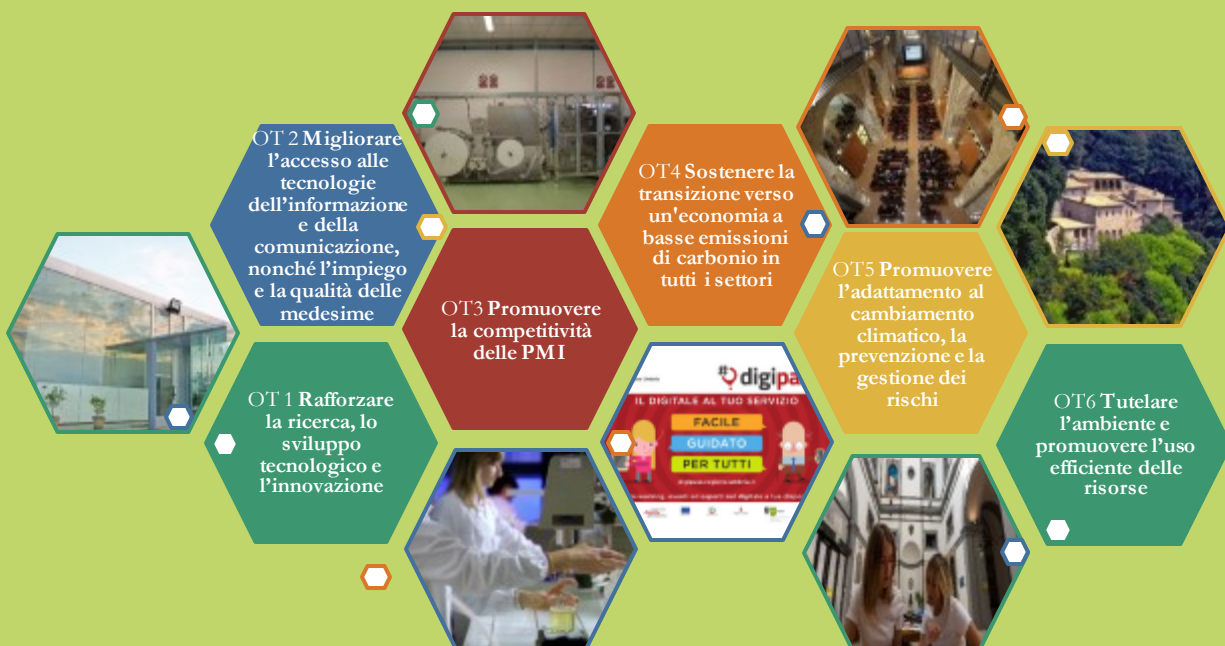 OT 2 Migliorare
l’accesso alle
tecnologie
dell’informazione
e della
comunicazione,
nonché l’impiego
e la qualità delle
medesime
OT 1 Rafforzare
la ricerca, lo
sviluppo
tecnologico e
l’innovazione
OT3 Promuovere
la competitività
delle PMI
OT4 Sostenere la
transizione verso
un'economia a
basse emissioni
di carbonio in
tutti i settori
digipa
IL DIGITALE AL TUO SERVIZIO
FACILE
GUIDATO
PER TUTTI
OT5 Promuovere
l’adattamento al
cambiamento
climatico, la
prevenzione e la
gestione dei
rischi
OT6 Tutelare
l’ambiente e
promuovere l’uso
efficiente delle
risorse